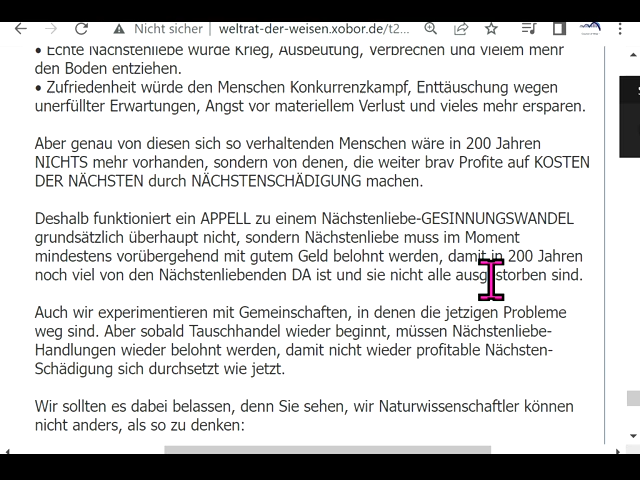 Nicht sicher | weltrat-der-weisen.xobor.de/t2...
• Echte Nächstenliebe würde Krieg, Ausbeutung, Verbrechen und vielem mehr
den Boden entziehen.
• Zufriedenheit würde den Menschen Konkurrenzkampf, Enttäuschung wegen
unerfüllter Erwartungen, Angst vor materiellem Verlust und vieles mehr ersparen.
Aber genau von diesen sich so verhaltenden Menschen wäre in 200 Jahren
NICHTS mehr vorhanden, sondern von denen, die weiter brav Profite auf KOSTEN
DER NÄCHSTEN durch NÄCHSTENSCHÄDIGUNG machen.
Deshalb funktioniert ein APPELL zu einem Nächstenliebe-GESINNUNGSWANDEL
grundsätzlich überhaupt nicht, sondern Nächstenliebe muss im Moment
mindestens vorübergehend mit gutem Geld belohnt werden, damit in 200 Jahren
noch viel von den Nächstenliebenden DA ist und sie nicht alle ausgestorben sind.
Auch wir experimentieren mit Gemeinschaften, in denen die jetzigen Probleme
weg sind. Aber sobald Tauschhandel wieder beginnt, müssen Nächstenliebe-
Handlungen wieder belohnt werden, damit nicht wieder profitable Nächsten-
Schädigung sich durchsetzt wie jetzt.
Wir sollten es dabei belassen, denn Sie sehen, wir Naturwissenschaftler können
nicht anders, als so zu denken: